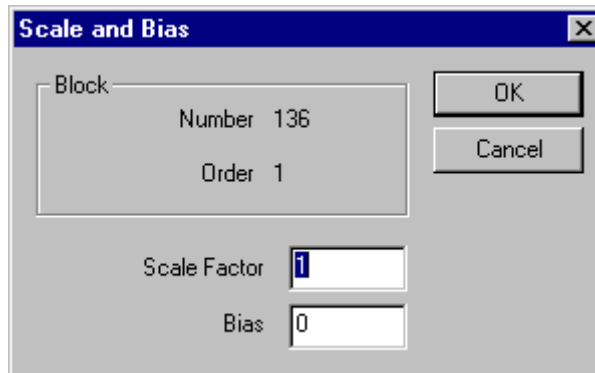 Scale and Bias
Block
Number 136
Order 1
OK
Cancel
Scale Factor 1
Bias 0